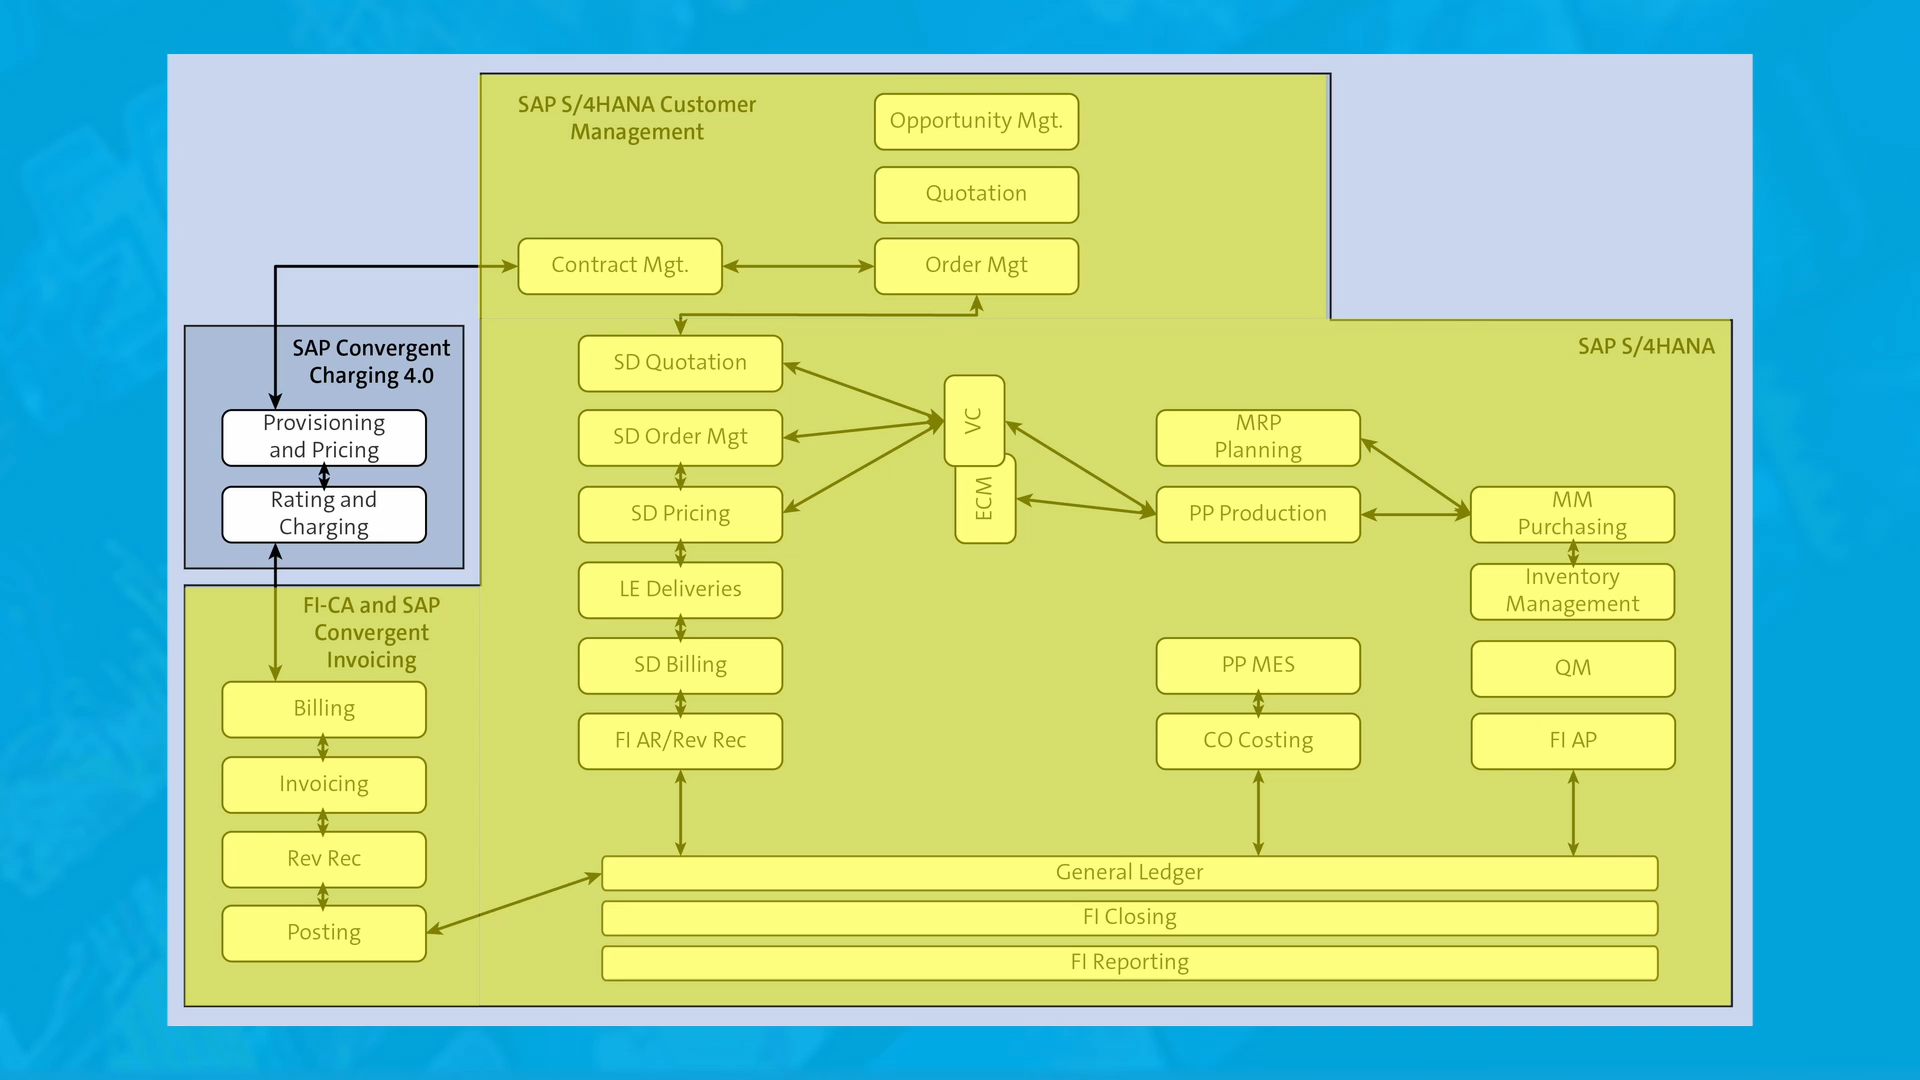 SAP S/4HANA Customer
Management
Opportunity Mgt.
Quotation
Contract Mgt.
Order Mgt
SAP Convergent
Charging 4.0
Provisioning
and Pricing
Rating and
Charging
SAP S/4HANA
SD Quotation
SD Order Mgt
SD Pricing
LE Deliveries
SD Billing
FI AR/Rev Rec
VC
ECM
MRP
Planning
PP Production
PP MES
CO Costing
MM
Purchasing
Inventory
Management
QM
FI AP
FI-CA and SAP
Convergent
Invoicing
Billing
Invoicing
Rev Rec
Posting
General Ledger
FI Closing
FI Reporting